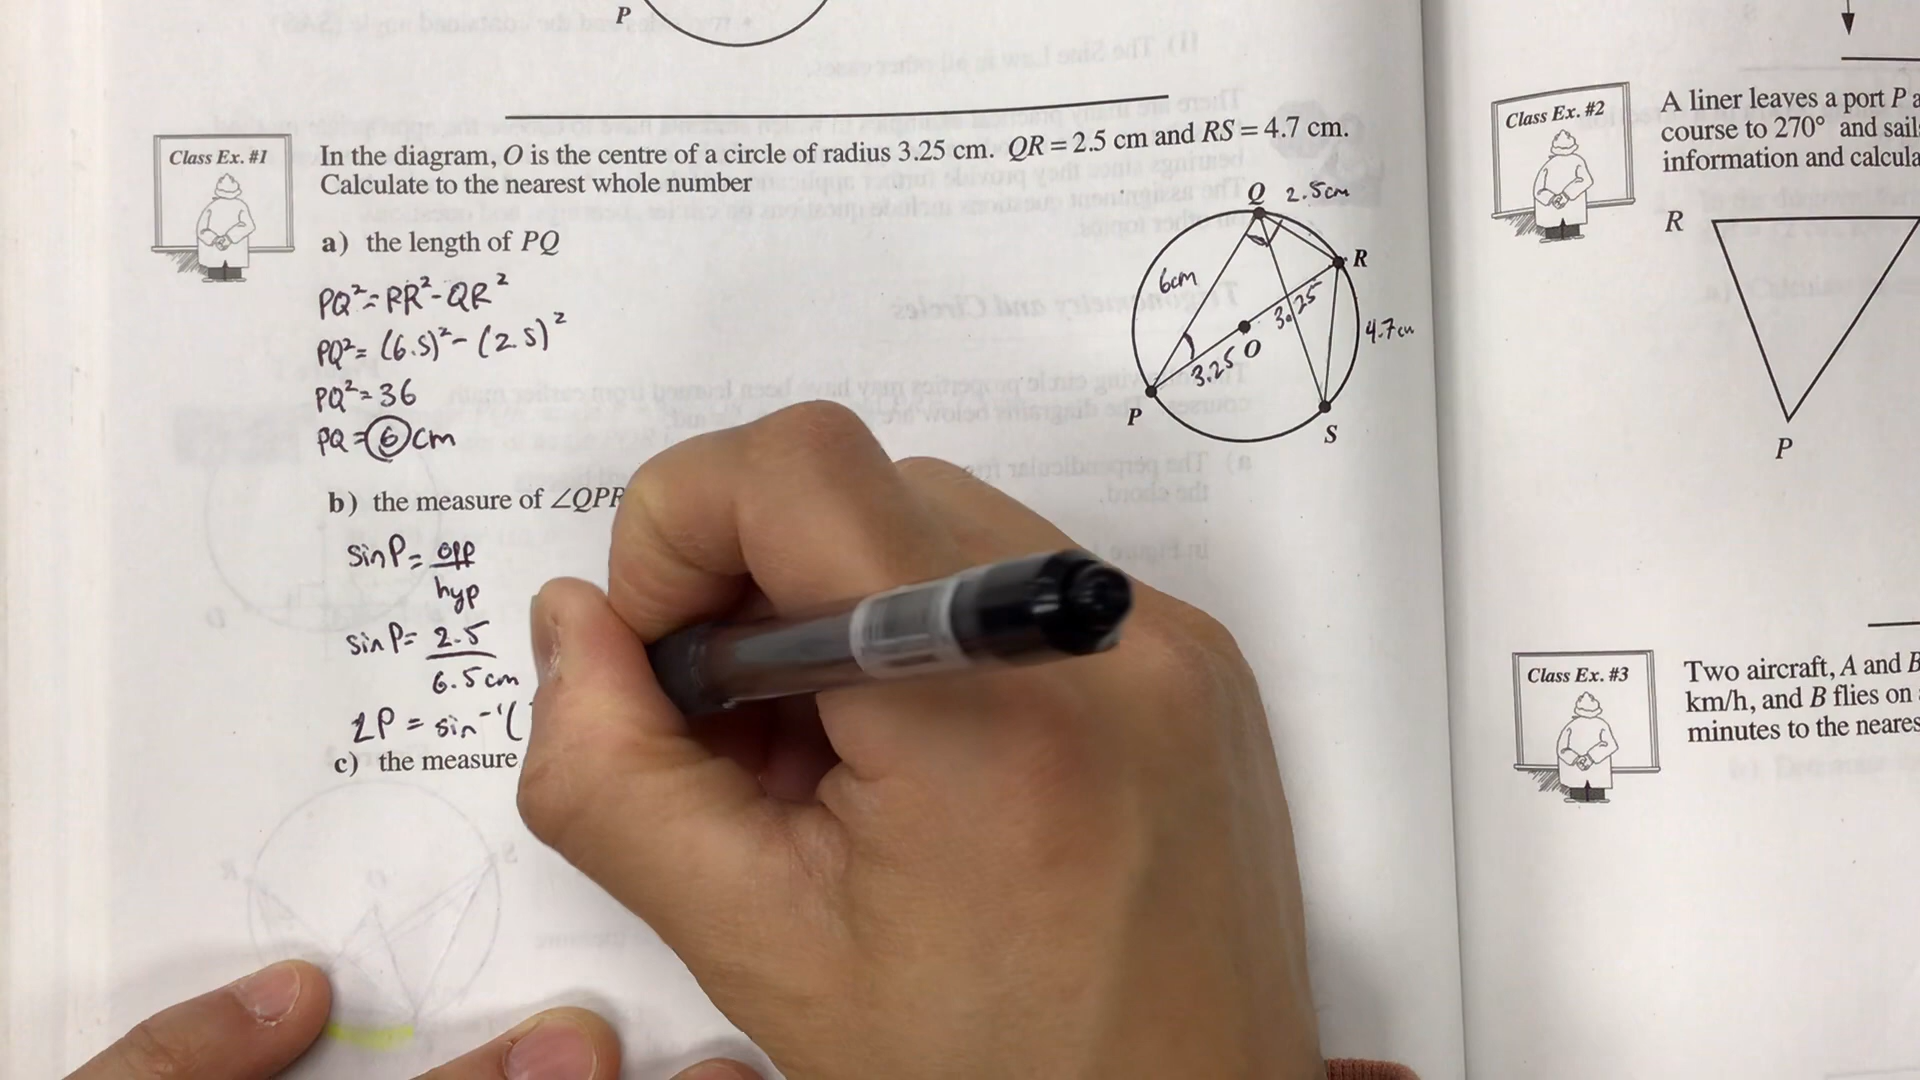 P
Class Ex. #1
In the diagram, O is the centre of a circle of radius 3.25 cm. QR = 2.5 cm and RS = 4.7 cm.
Calculate to the nearest whole number
a) the length of PQ
PQ² = PR² - QR²
PQ² = (6.5)² - (2.5)²
PQ² = 36
PQ = 6 cm
b) the measure of ∠QPR
sin P = opp
hyp
sin P = 2.5
6.5 cm
∠P = sin⁻¹(
c) the measure
Q 2.5cm
R
6cm
3.25
4.7cm
O
3.25
P
S
Class Ex. #2
A liner leaves a port P
course to 270° and
information and
R
P
Class Ex. #3
Two aircraft, A and B
km/h, and B flies on
minutes to the